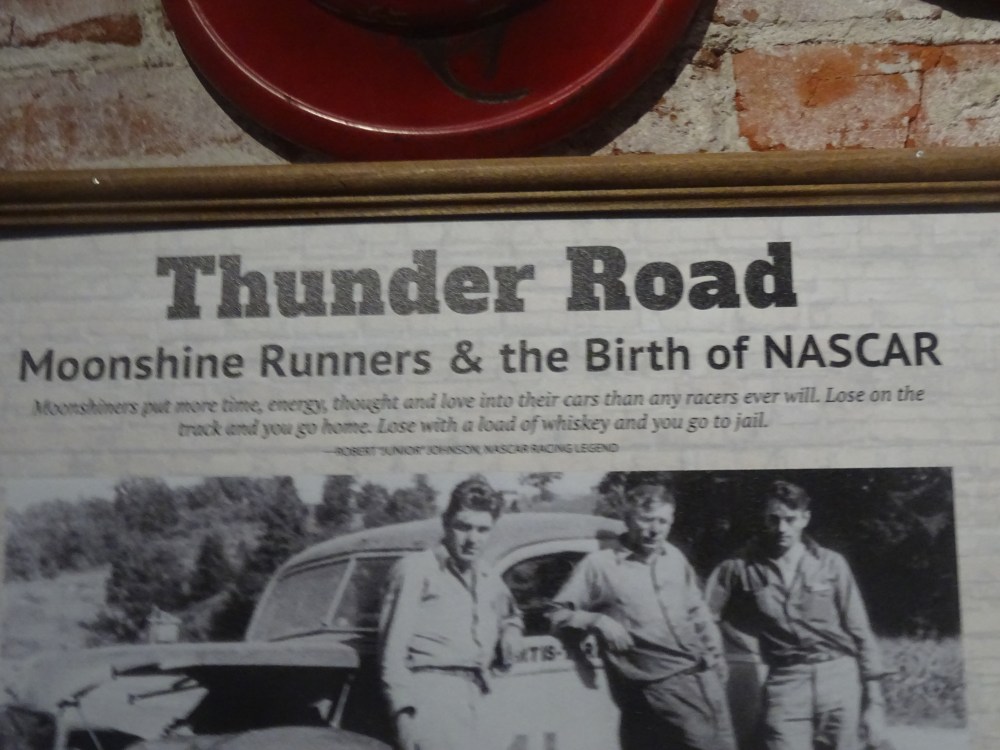 Thunder Road
Moonshine Runners & the Birth of NASCAR
Moonshiners put more time, energy, thought and love into their cars than any racers ever will. Lose on the
track and you go home. Lose with a load of whiskey and you go to jail.
—ROBERT "JUNIOR" JOHNSON, NASCAR RACING LEGEND